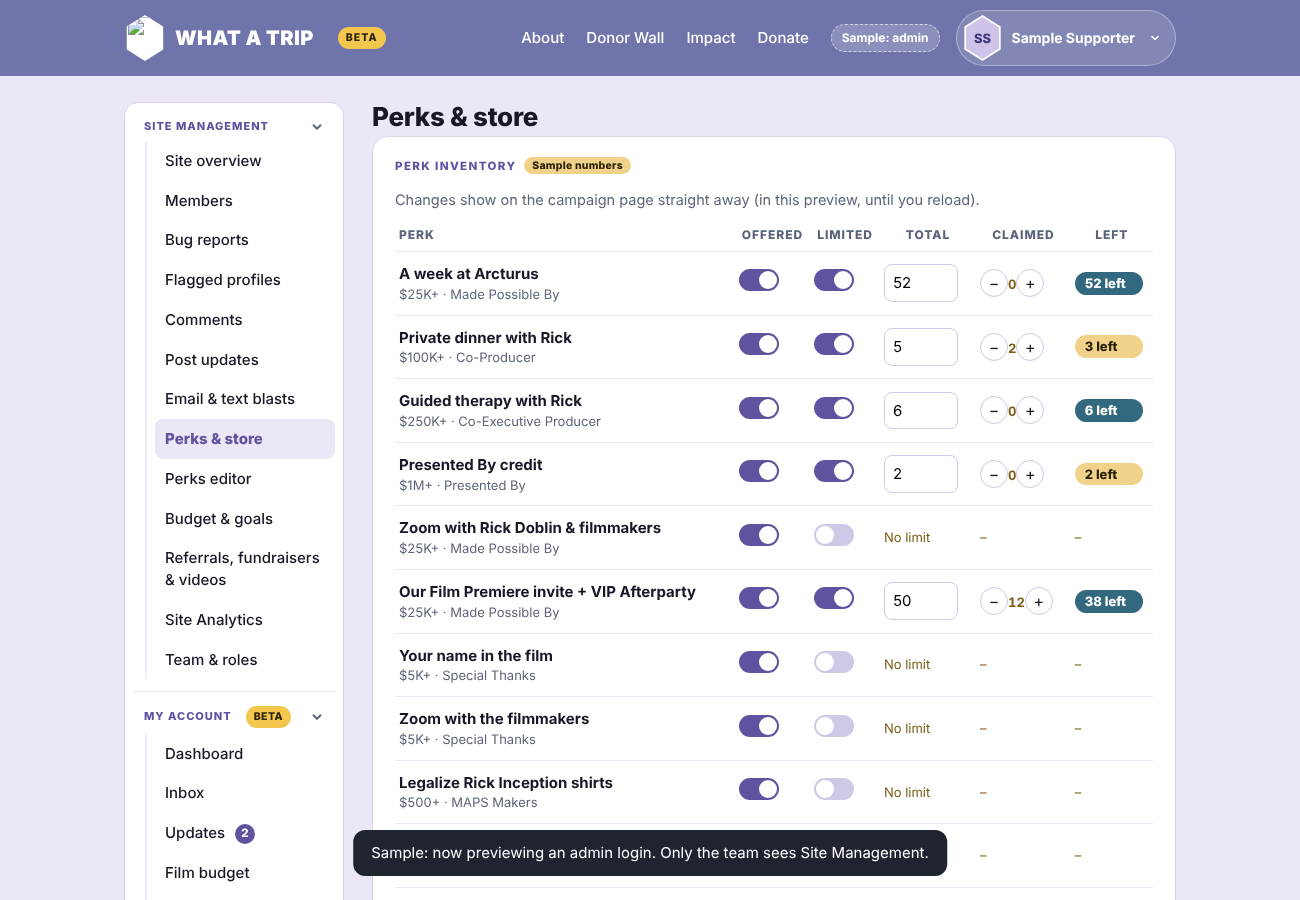 WHAT A TRIP
BETA
About
Donor Wall
Impact
Donate
Sample: admin
SS
Sample Supporter
SITE MANAGEMENT
Site overview
Members
Bug reports
Flagged profiles
Comments
Post updates
Email & text blasts
Perks & store
Perks editor
Budget & goals
Referrals, fundraisers
& videos
Site Analytics
Team & roles
MY ACCOUNT BETA
Dashboard
Inbox
Updates 2
Film budget
Perks & store
PERK INVENTORY Sample numbers
Changes show on the campaign page straight away (in this preview, until you reload).
PERK OFFERED LIMITED TOTAL CLAIMED LEFT
A week at Arcturus
$25K+ · Made Possible By
52 − 0 + 52 left
Private dinner with Rick
$100K+ · Co-Producer
5 − 2 + 3 left
Guided therapy with Rick
$250K+ · Co-Executive Producer
6 − 0 + 6 left
Presented By credit
$1M+ · Presented By
2 − 0 + 2 left
Zoom with Rick Doblin & filmmakers
$25K+ · Made Possible By
No limit – –
Our Film Premiere invite + VIP Afterparty
$25K+ · Made Possible By
50 − 12 + 38 left
Your name in the film
$5K+ · Special Thanks
No limit – –
Zoom with the filmmakers
$5K+ · Special Thanks
No limit – –
Legalize Rick Inception shirts
$500+ · MAPS Makers
No limit – –
– –
Sample: now previewing an admin login. Only the team sees Site Management.